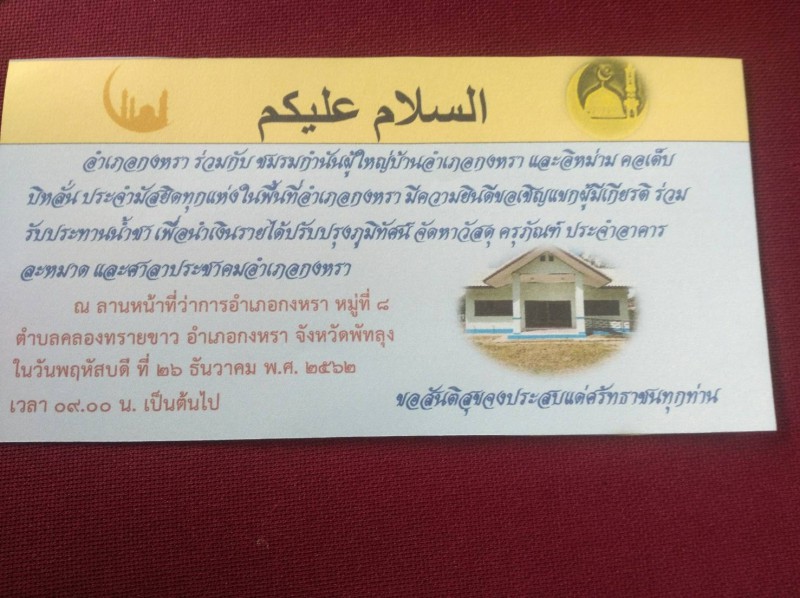 السلام عليكم
อำเภอกงหรา ร่วมกับ ชมรมกำนันผู้ใหญ่บ้านอำเภอกงหรา และอิหม่าม คอเต็บ
บิหลั่น ประจำมัสยิดทุกแห่งในพื้นที่อำเภอกงหรา มีความยินดีขอเชิญแขกผู้มีเกียรติ ร่วม
รับประทานน้ำชา เพื่อนำเงินรายได้ปรับปรุงภูมิทัศน์ จัดหาวัสดุ ครุภัณฑ์ ประจำอาคาร
ละหมาด และศาลาประชาคมอำเภอกงหรา
ณ ลานหน้าที่ว่าการอำเภอกงหรา หมู่ที่ ๘
ตำบลคลองทรายขาว อำเภอกงหรา จังหวัดพัทลุง
ในวันพฤหัสบดี ที่ ๒๖ ธันวาคม พ.ศ. ๒๕๖๒
เวลา ๐๙.๐๐ น. เป็นต้นไป
ขอสันติสุขจงประสบแด่ศรัทธาชนทุกท่าน